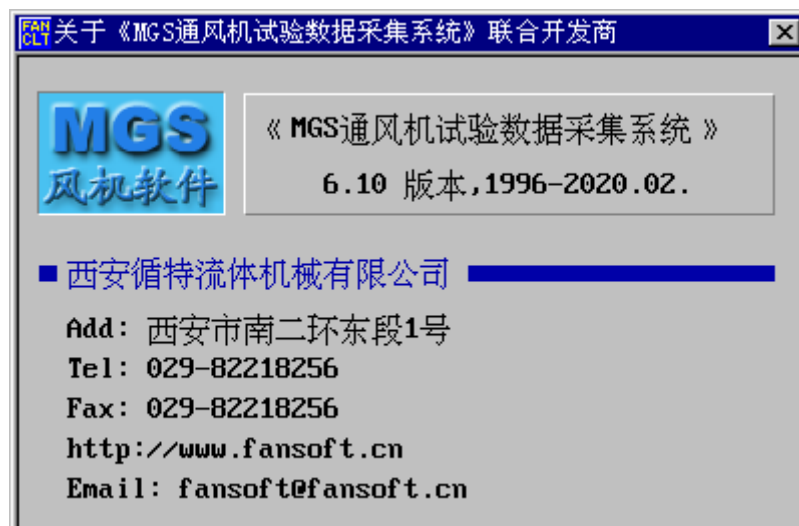 FAN
CLT
关于《MGS通风机试验数据采集系统》联合开发商
MGS
风机软件
《 MGS通风机试验数据采集系统 》
6.10 版本,1996-2020.02.
西安循特流体机械有限公司
Add: 西安市南二环东段1号
Tel: 029-82218256
Fax: 029-82218256
http://www.fansoft.cn
Email: fansoft@fansoft.cn